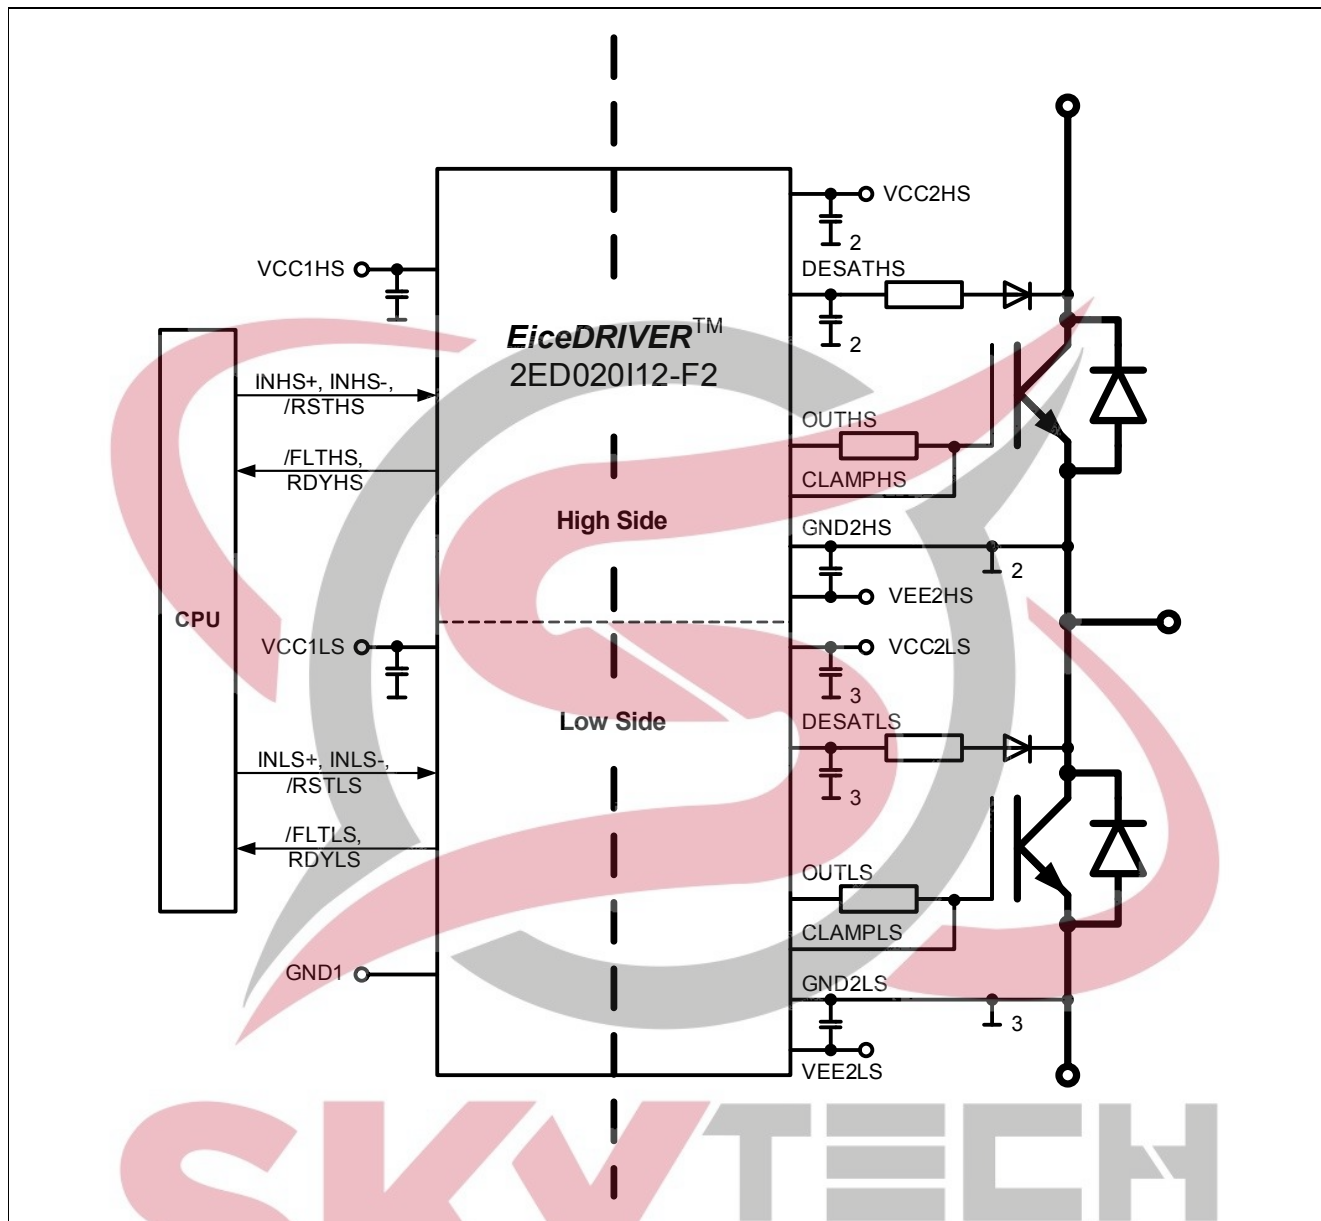 VCC2HS
2
VCC1HS
DESATHS
2
EiceDRIVER™
2ED020I12-F2
INHS+, INHS-,
/RSTHS
OUTHS
/FLTHS,
RDYHS
CLAMPHS
High Side
GND2HS
2
VEE2HS
CPU
VCC1LS
VCC2LS
3
Low Side
DESATLS
3
INLS+, INLS-,
/RSTLS
/FLTLS,
RDYLS
OUTLS
CLAMPLS
GND1
GND2LS
3
VEE2LS
SKYTECH